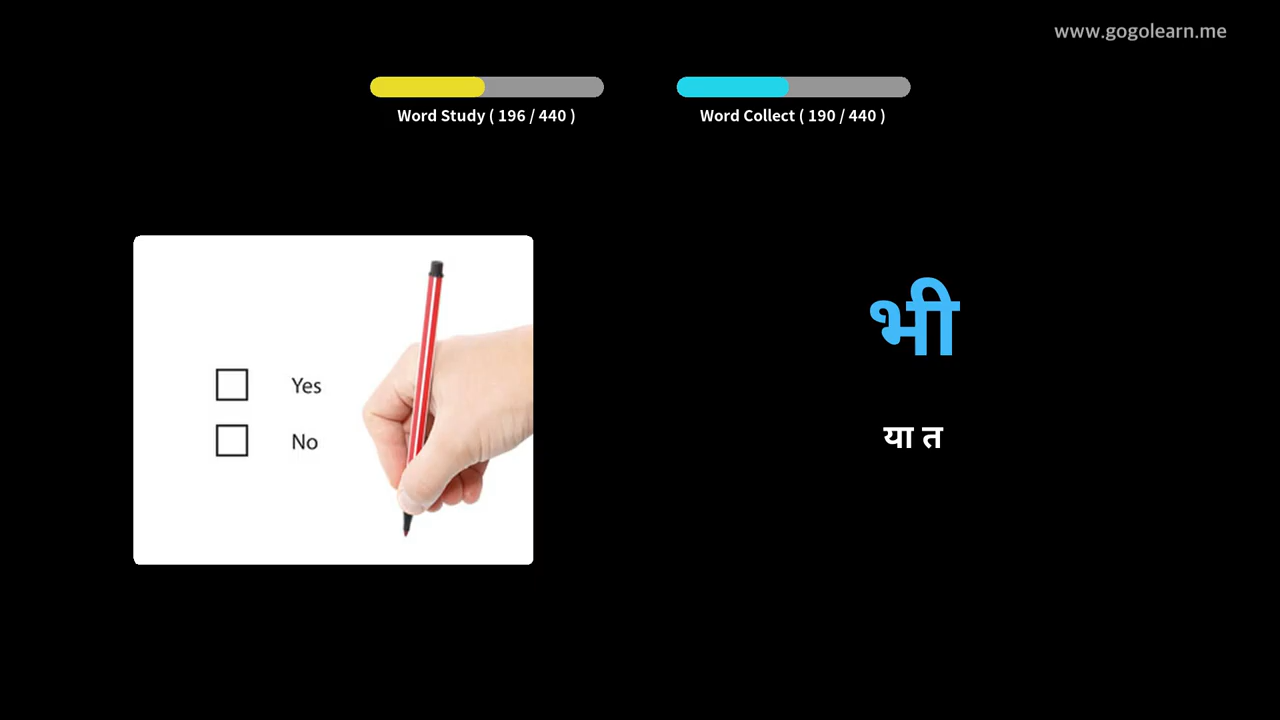 www.gogolearn.me
Word Study ( 196 / 440 )
Word Collect ( 190 / 440 )
Yes
No
भी
या त